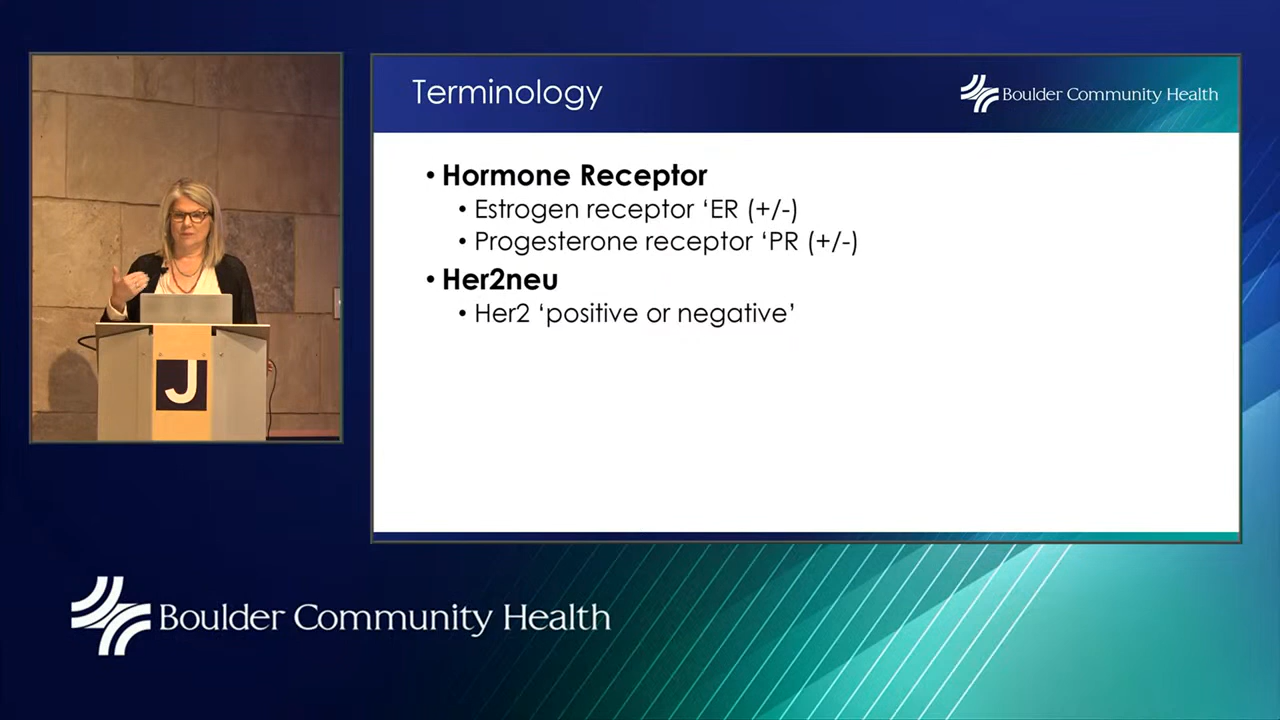 Terminology
Boulder Community Health
• Hormone Receptor
• Estrogen receptor ‘ER (+/-)
• Progesterone receptor ‘PR (+/-)
• Her2neu
• Her2 ‘positive or negative’
J
Boulder Community Health